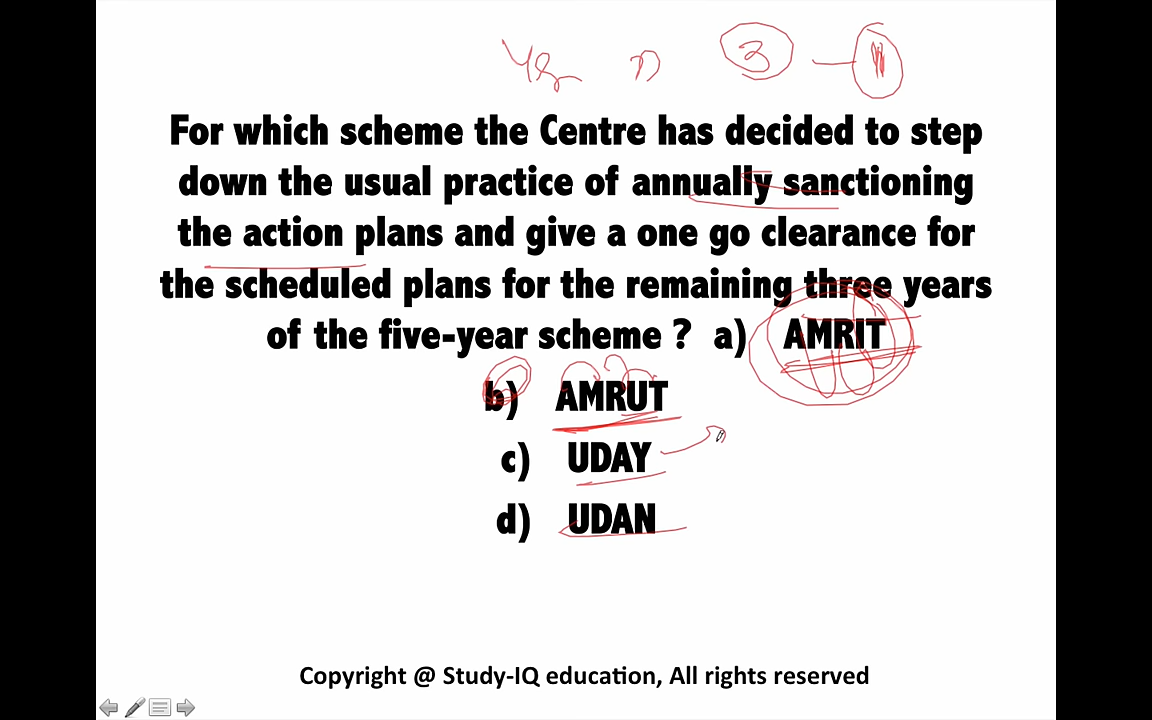 3
For which scheme the Centre has decided to step
down the usual practice of annually sanctioning
the action plans and give a one go clearance for
the scheduled plans for the remaining three years
of the five-year scheme ? a) AMRIT
b) AMRUT
c) UDAY
d) UDAN
Copyright @ Study-IQ education, All rights reserved